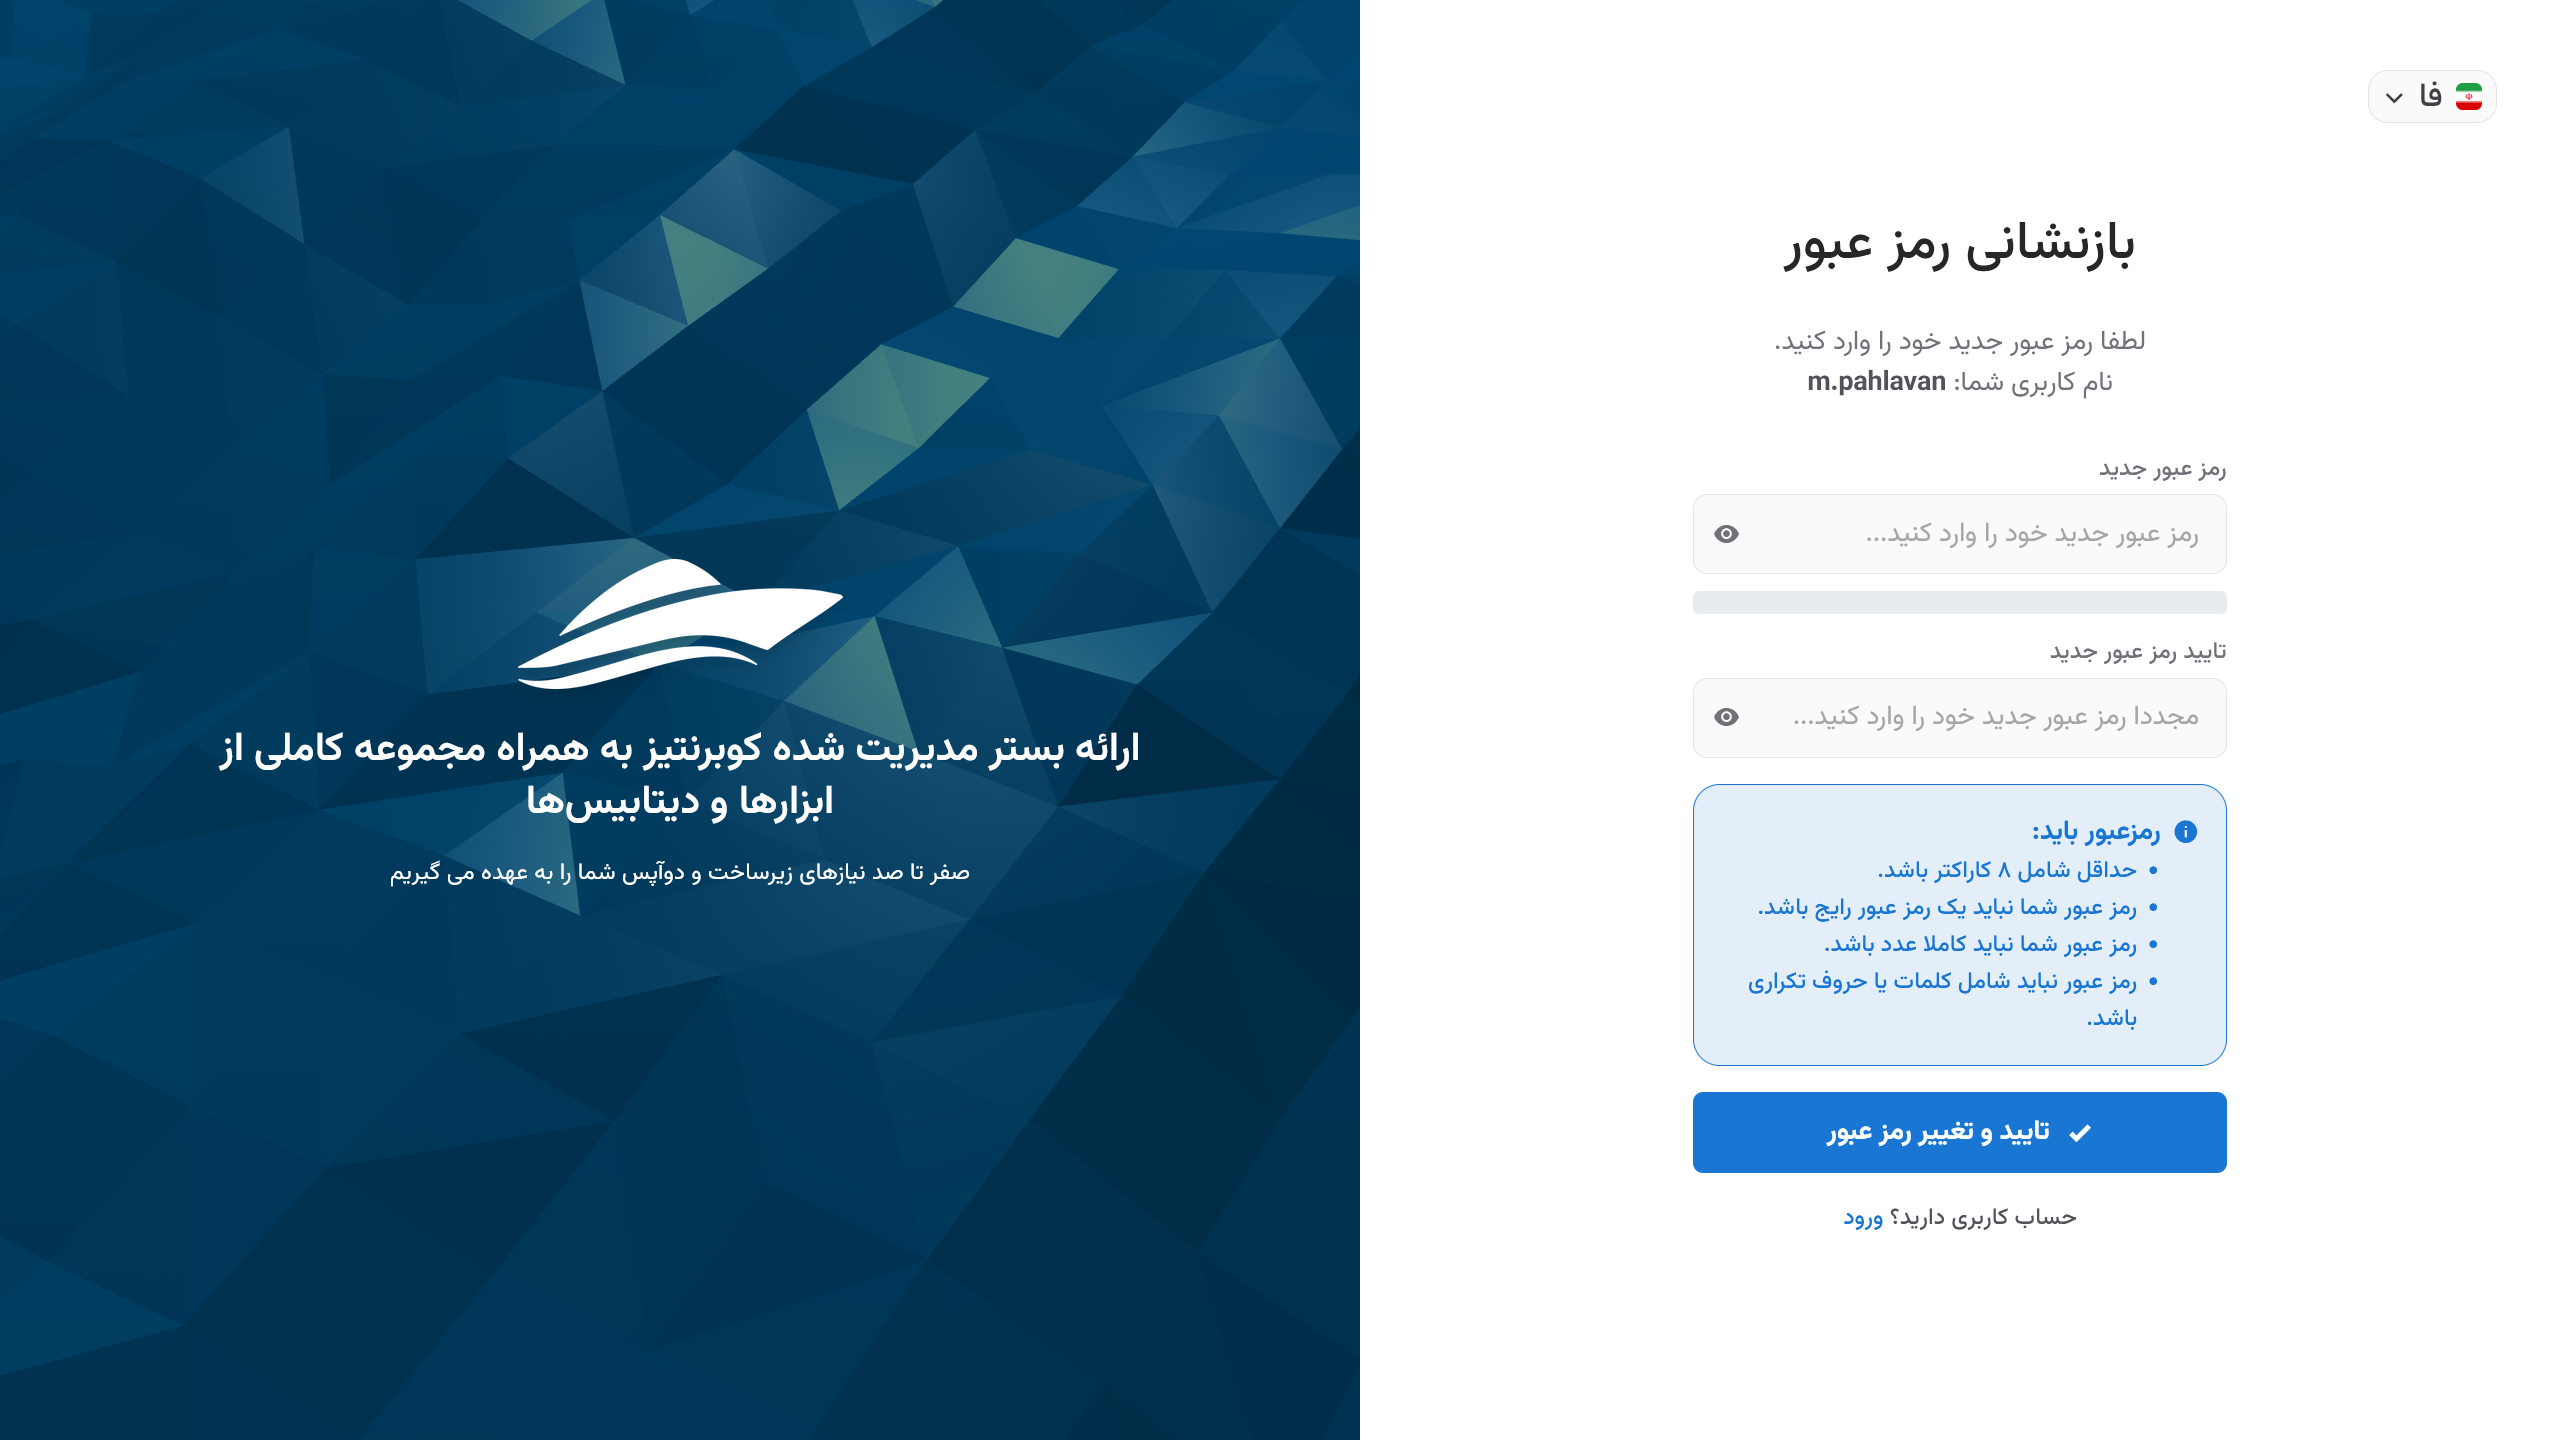 فا
بازنشانی رمز عبور
لطفا رمز عبور جدید خود را وارد کنید.
نام کاربری شما: m.pahlavan
رمز عبور جدید
رمز عبور جدید خود را وارد کنید...
تایید رمز عبور جدید
مجددا رمز عبور جدید خود را وارد کنید...
رمزعبور باید:
• حداقل شامل ۸ کاراکتر باشد.
• رمز عبور شما نباید یک رمز عبور رایج باشد.
• رمز عبور شما نباید کاملا عدد باشد.
• رمز عبور نباید شامل کلمات یا حروف تکراری
باشد.
تایید و تغییر رمز عبور
حساب کاربری دارید؟ ورود
ارائه بستر مدیریت شده کوبرنتیز به همراه مجموعه کاملی از
ابزارها و دیتابیس‌ها
صفر تا صد نیازهای زیرساخت و دوآپس شما را به عهده می گیریم